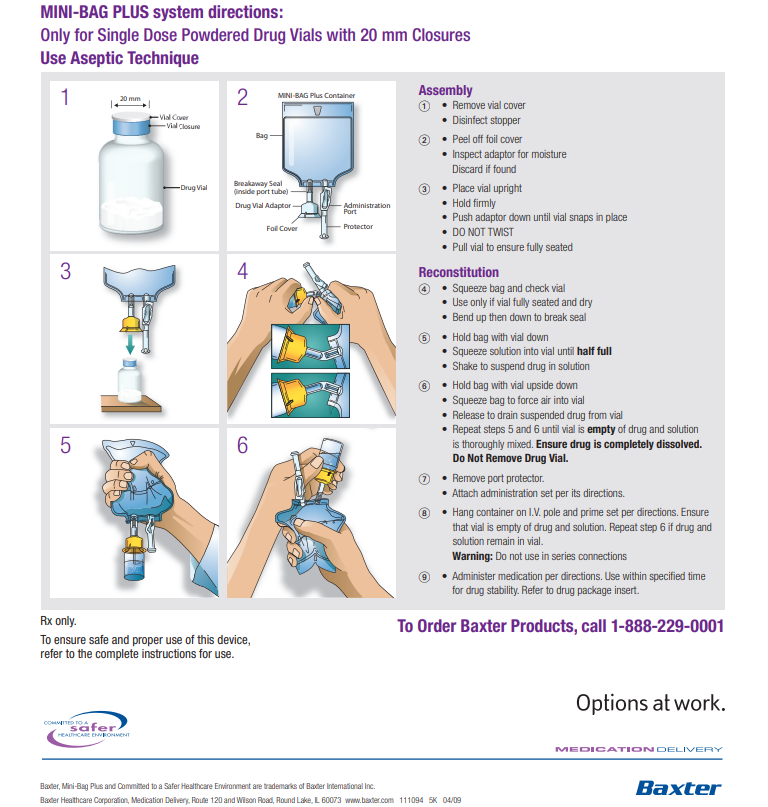 MINI-BAG PLUS system directions:
Only for Single Dose Powdered Drug Vials with 20 mm Closures
Use Aseptic Technique
1
20 mm
Vial Cover
Vial Closure
Drug Vial
2
MINI-BAG Plus Container
Bag
Breakaway Seal
(inside port tube)
Drug Vial Adaptor
Administration
Port
Foil Cover
Protector
3
4
5
6
Assembly
1 • Remove vial cover
• Disinfect stopper
2 • Peel off foil cover
• Inspect adaptor for moisture
Discard if found
3 • Place vial upright
• Hold firmly
• Push adaptor down until vial snaps in place
• DO NOT TWIST
• Pull vial to ensure fully seated
Reconstitution
4 • Squeeze bag and check vial
• Use only if vial fully seated and dry
• Bend up then down to break seal
5 • Hold bag with vial down
• Squeeze solution into vial until half full
• Shake to suspend drug in solution
6 • Hold bag with vial upside down
• Squeeze bag to force air into vial
• Release to drain suspended drug from vial
• Repeat steps 5 and 6 until vial is empty of drug and solution
is thoroughly mixed. Ensure drug is completely dissolved.
Do Not Remove Drug Vial.
7 • Remove port protector.
• Attach administration set per its directions.
8 • Hang container on I.V. pole and prime set per directions. Ensure
that vial is empty of drug and solution. Repeat step 6 if drug and
solution remain in vial.
Warning: Do not use in series connections
9 • Administer medication per directions. Use within specified time
for drug stability. Refer to drug package insert.
Rx only.
To ensure safe and proper use of this device,
refer to the complete instructions for use.
To Order Baxter Products, call 1-888-229-0001
Options at work.
COMMITTED TO A
safer
HEALTHCARE ENVIRONMENT
MEDICATION DELIVERY
Baxter, Mini-Bag Plus and Committed to a Safer Healthcare Environment are trademarks of Baxter International Inc.
Baxter Healthcare Corporation, Medication Delivery, Route 120 and Wilson Road, Round Lake, IL 60073 www.baxter.com 111094 5K 04/09
Baxter